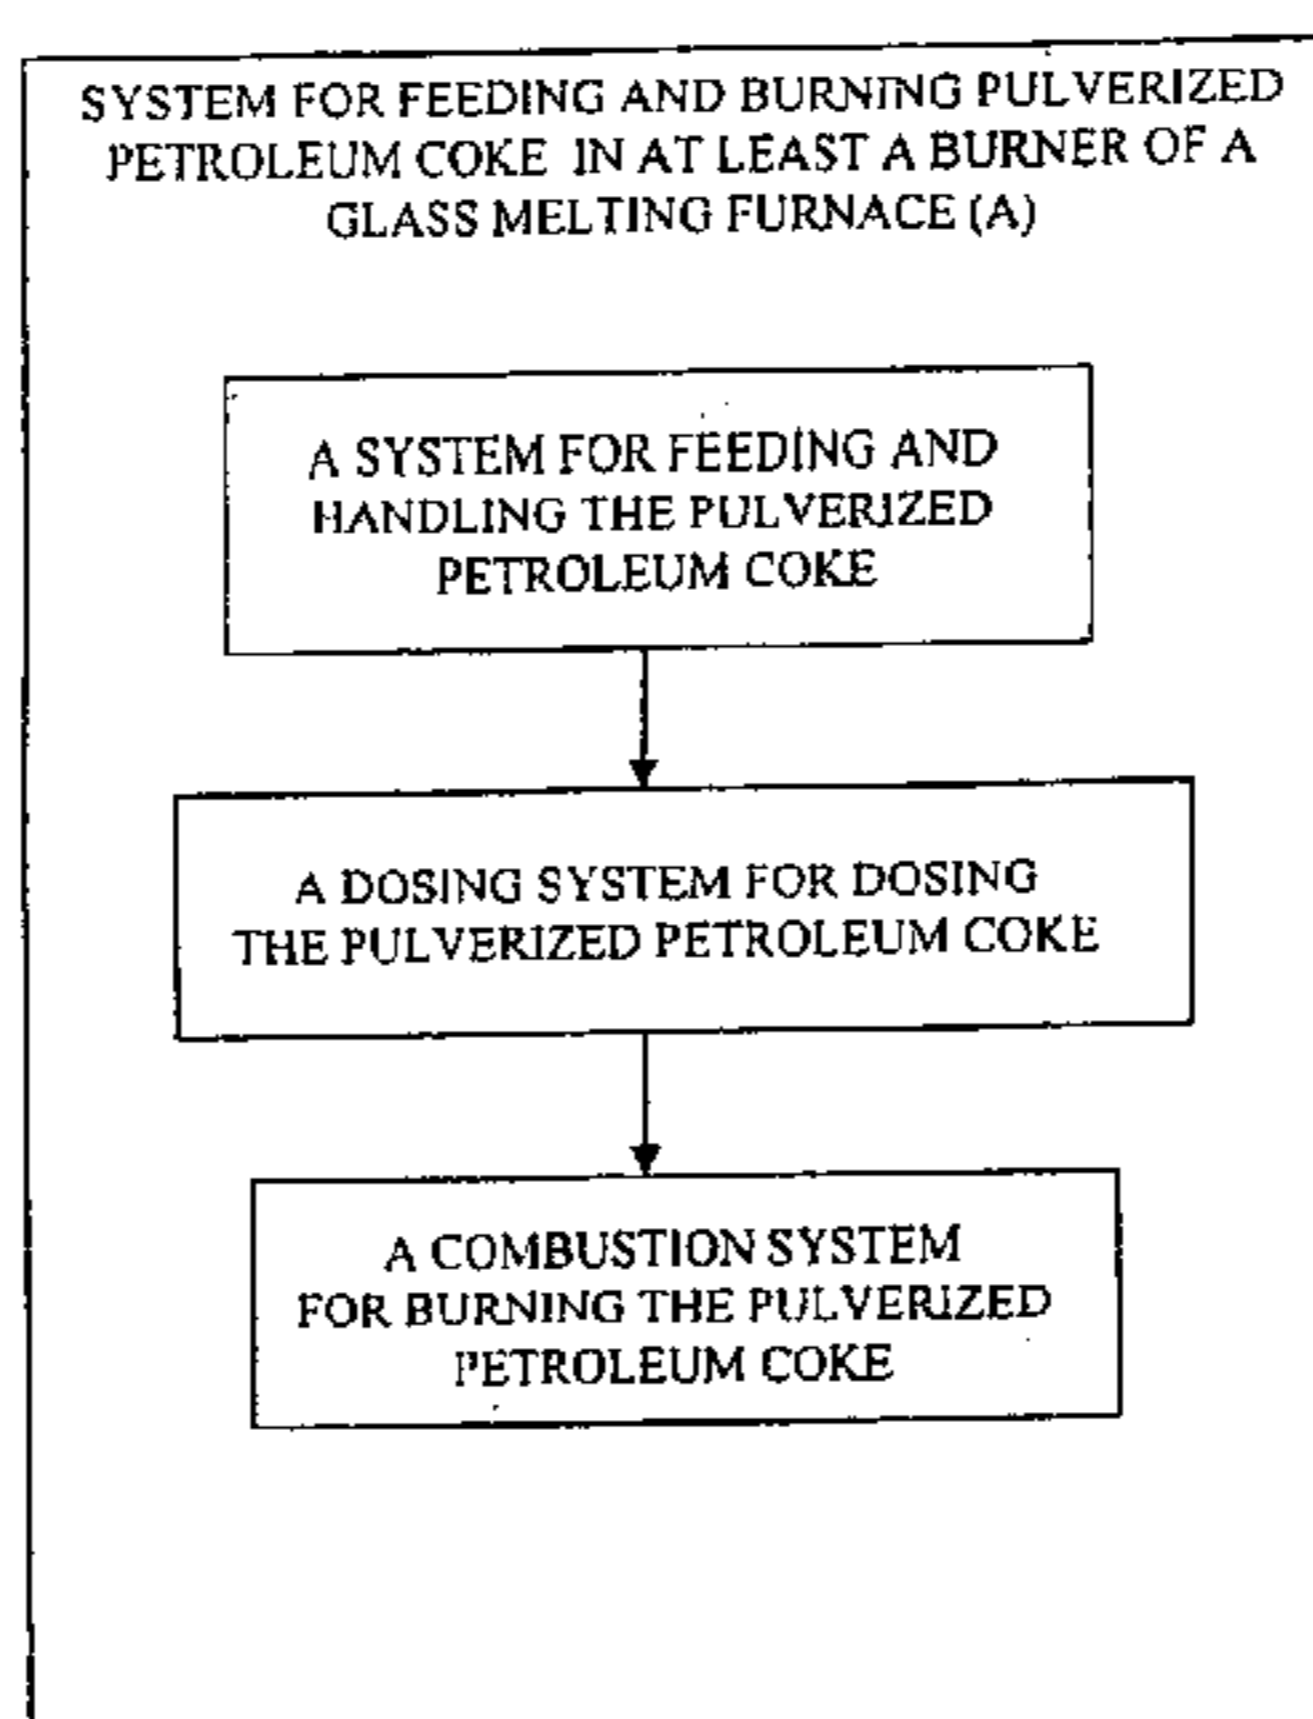 SYSTEM FOR FEEDING AND BURNING PULVERIZED
PETROLEUM COKE IN AT LEAST A BURNER OF A
GLASS MELTING FURNACE (A)
A SYSTEM FOR FEEDING AND
HANDLING THE PULVERIZED
PETROLEUM COKE
A DOSING SYSTEM FOR DOSING
THE PULVERIZED PETROLEUM COKE
A COMBUSTION SYSTEM
FOR BURNING THE PULVERIZED
PETROLEUM COKE